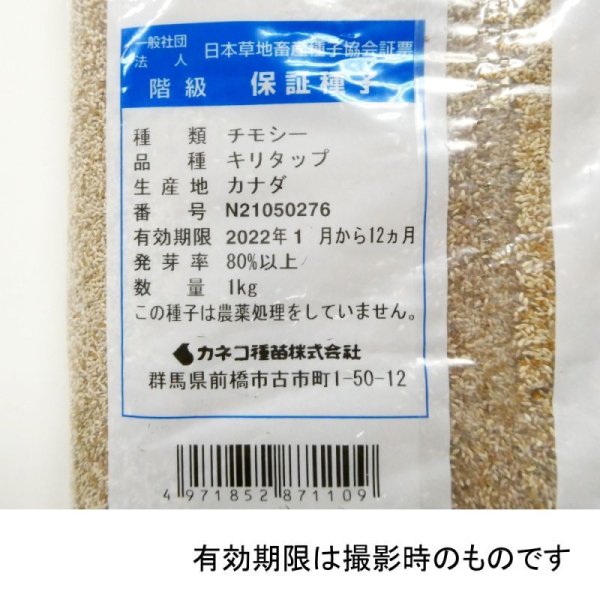 一般社団
法人
日本草地畜産種子協会証票
階級 保証種子
種類 チモシー
品種 キリタップ
生産地 カナダ
番号 N21050276
有効期限 2022年1月から12ヵ月
発芽率 80%以上
数量 1kg
この種子は農薬処理をしていません。
カネコ種苗株式会社
群馬県前橋市古市町1-50-12
4 971852 871109
有効期限は撮影時のものです